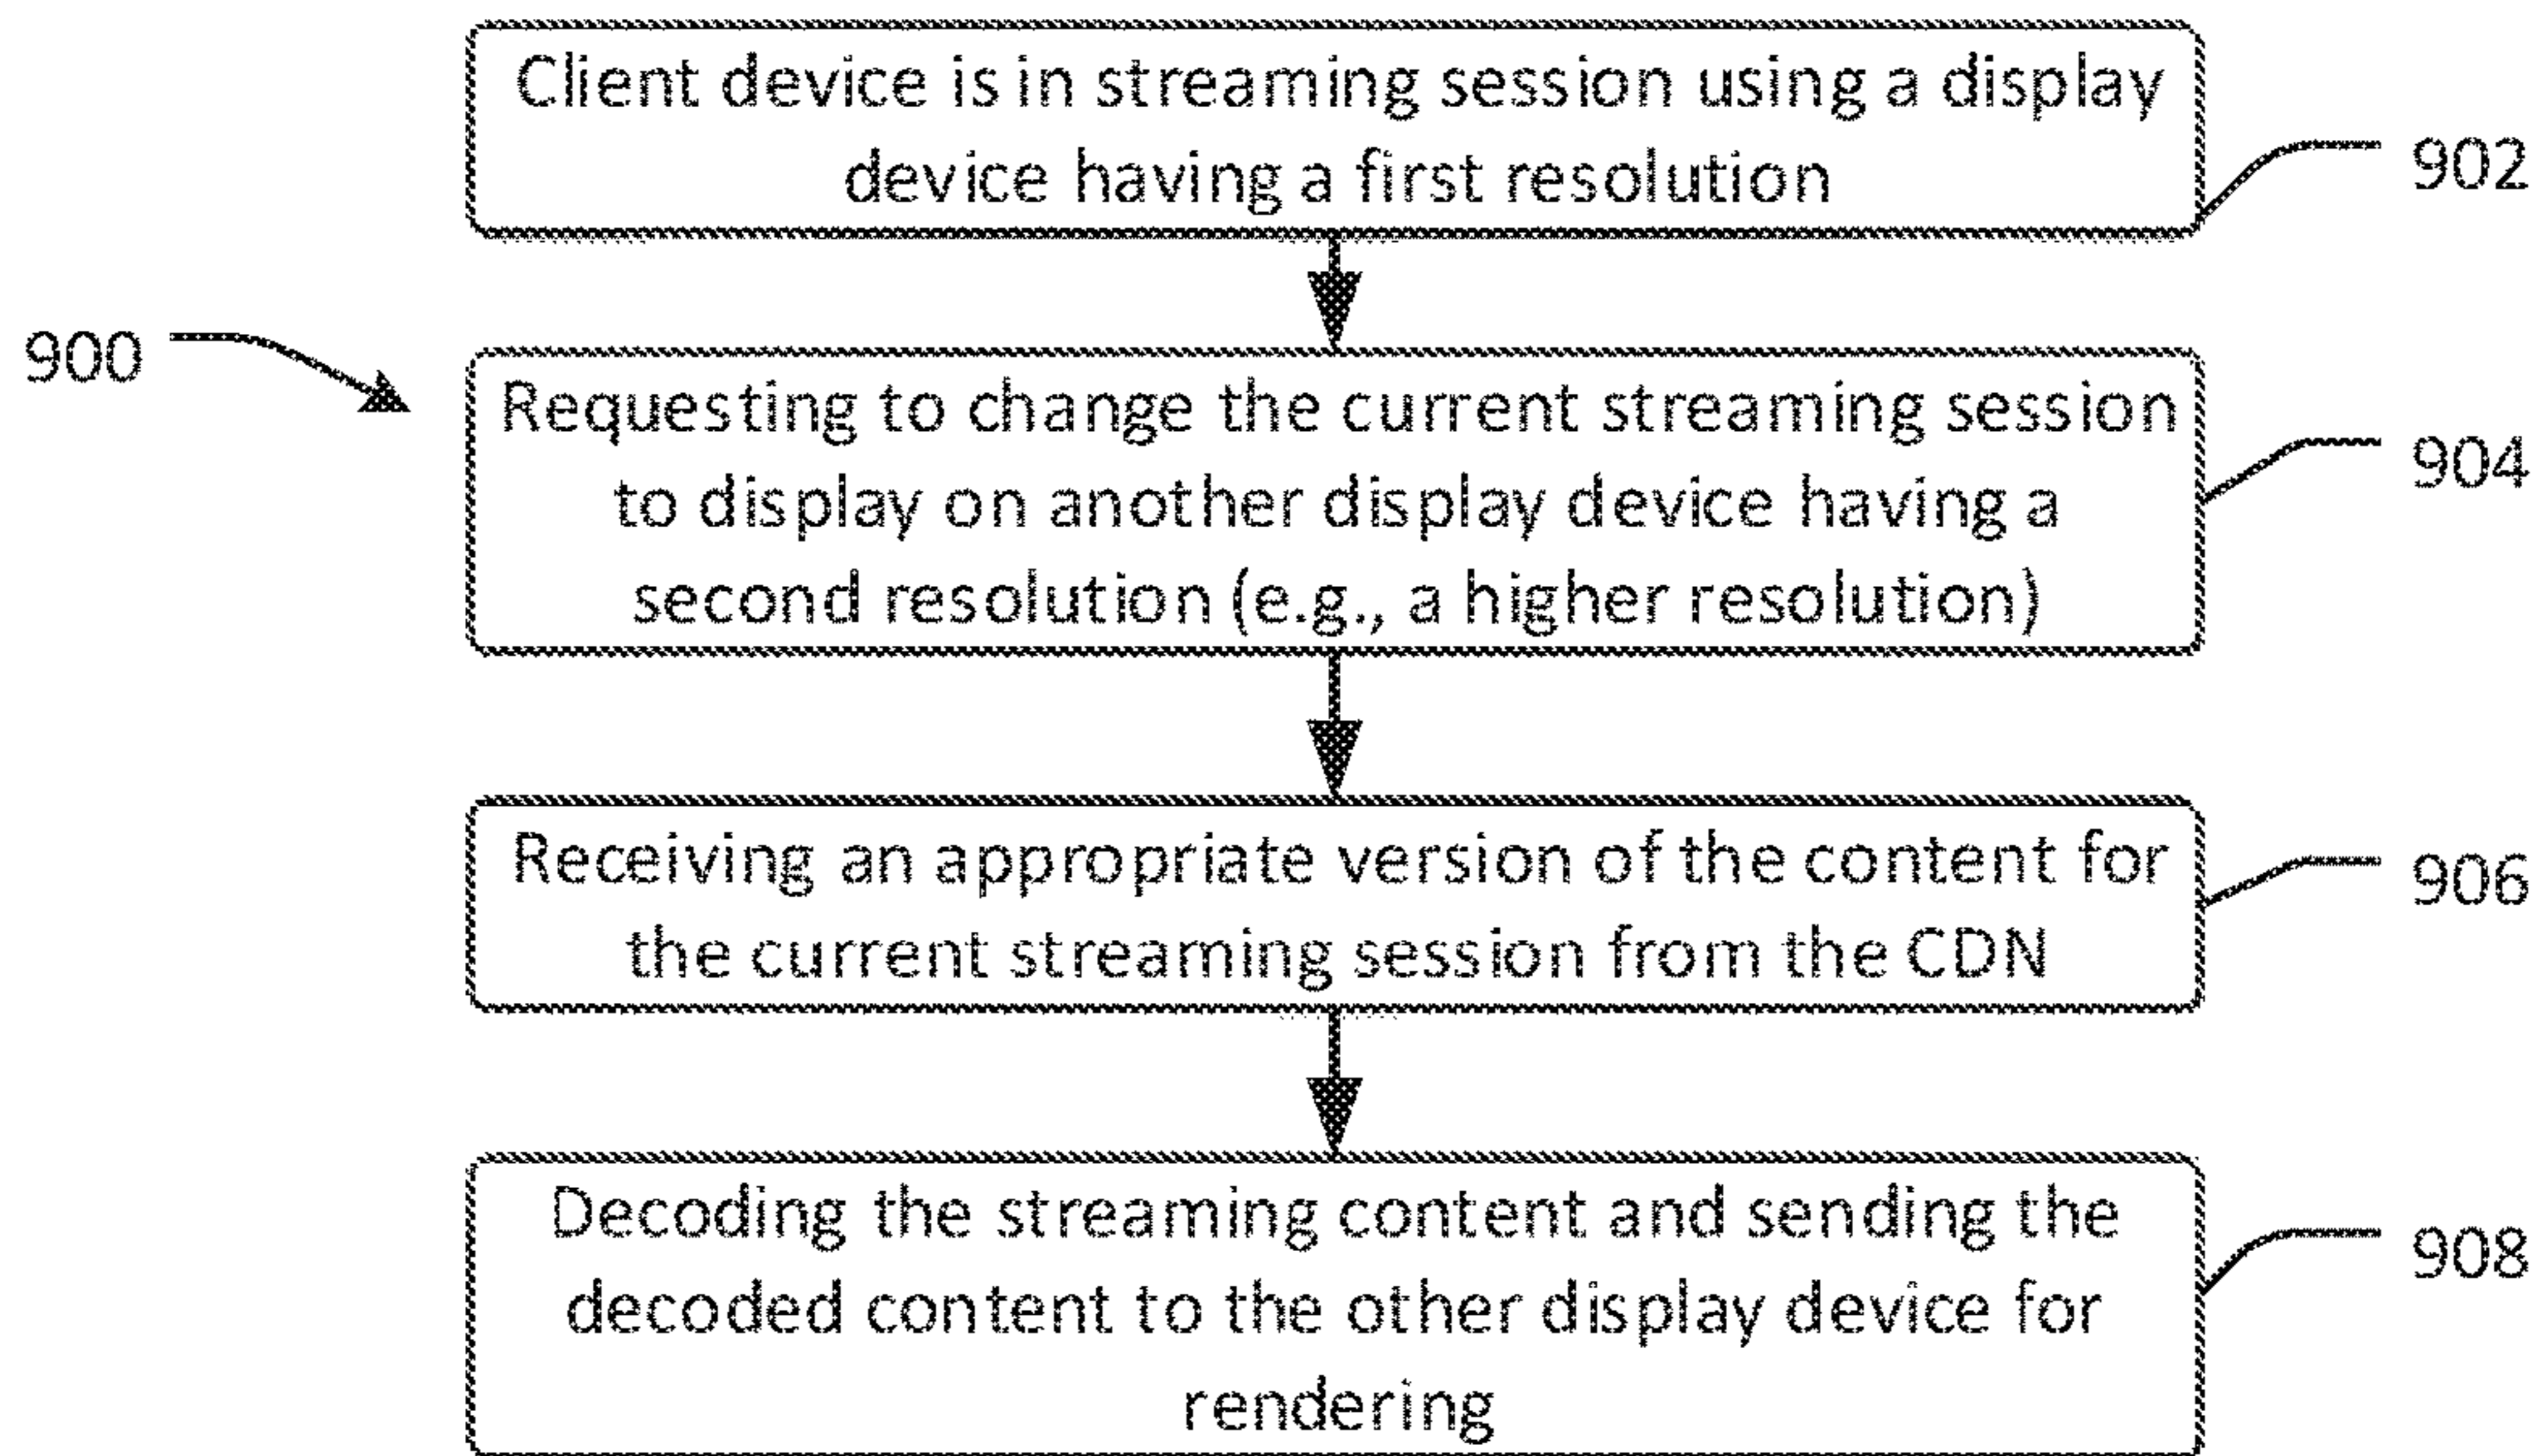 Client device is in streaming session using a display
device having a first resolution
902
900
Requesting to change the current streaming session
to display on another display device having a
second resolution (e.g., a higher resolution)
904
Receiving an appropriate version of the content for
the current streaming session from the CDN
906
Decoding the streaming content and sending the
decoded content to the other display device for
rendering
908